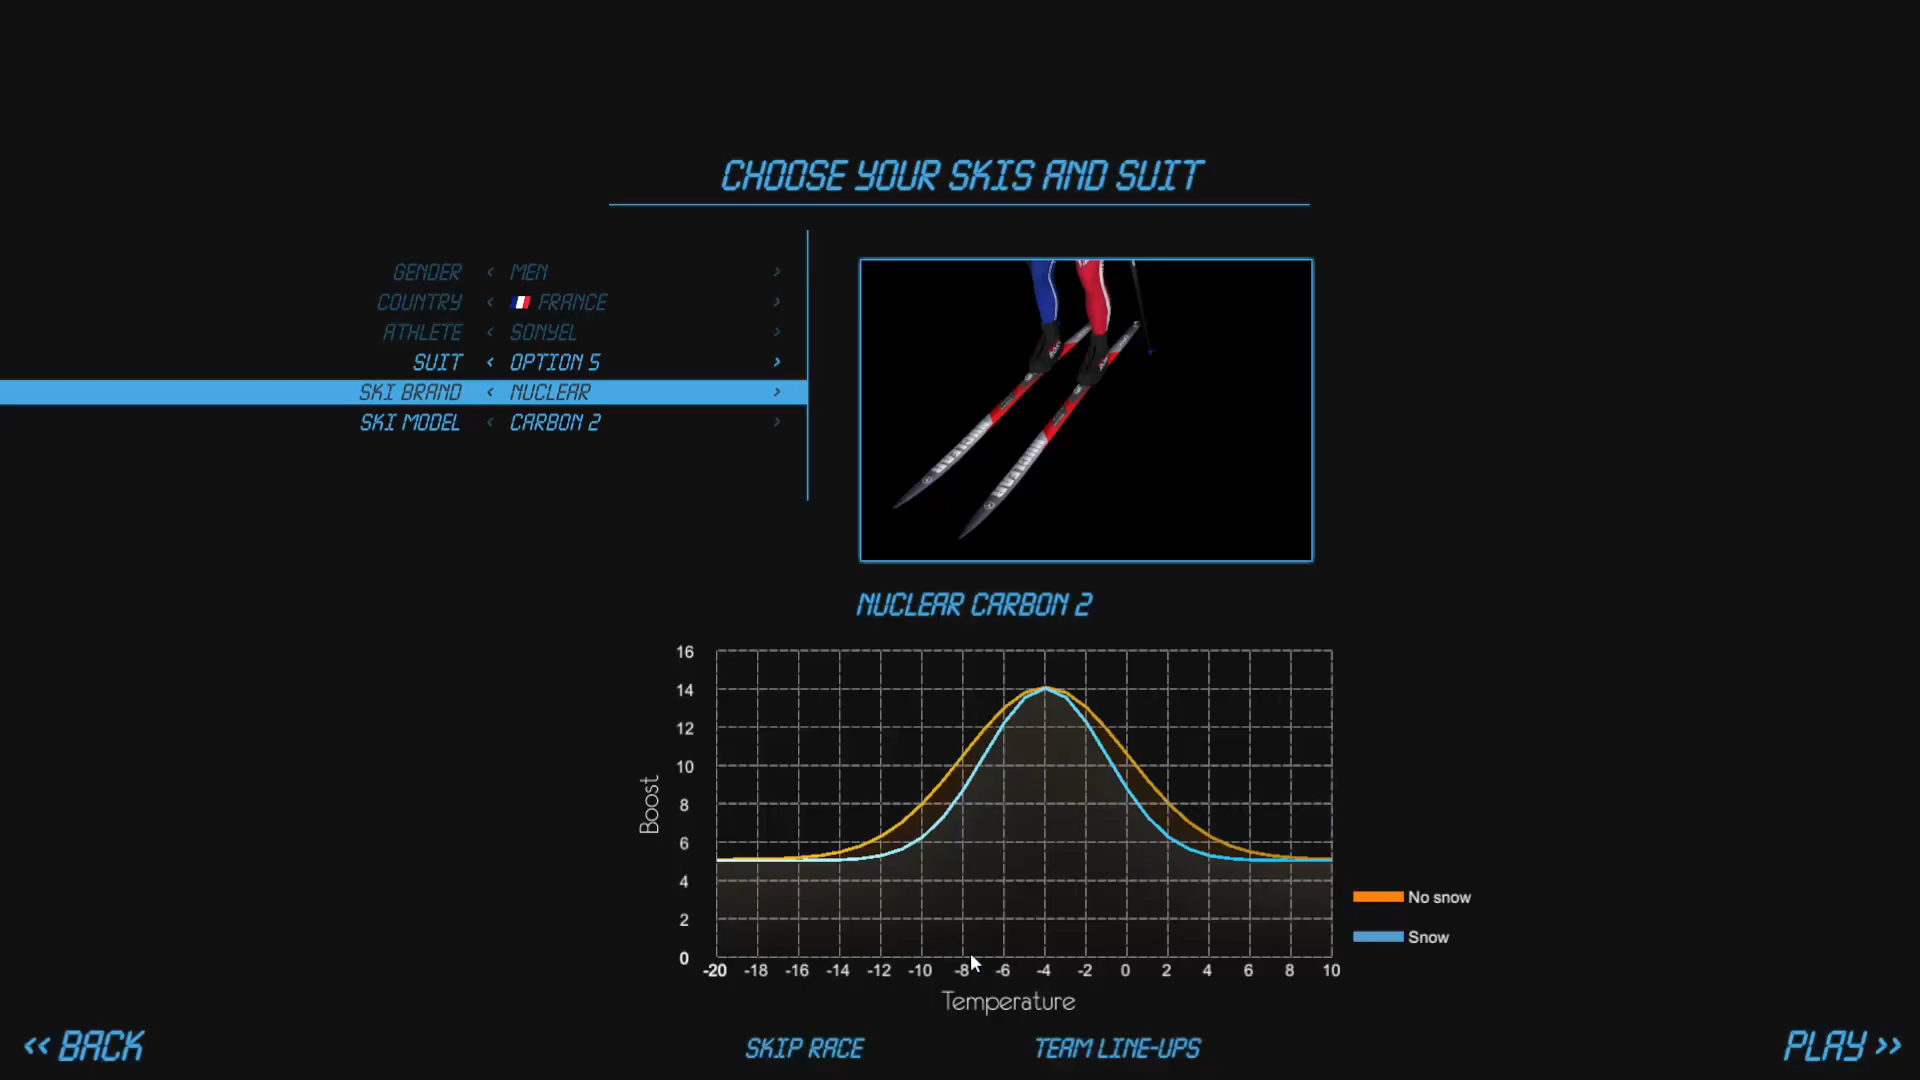 CHOOSE YOUR SKIS AND SUIT
GENDER < MEN >
COUNTRY < FRANCE >
ATHLETE < SONYEL >
SUIT < OPTION 5 >
SKI BRAND < NUCLEAR >
SKI MODEL < CARBON 2 >
NUCLEAR
NUCLEAR
NUCLEAR CARBON 2
16
14
12
10
8
6
4
2
0
Boost
-20 -18 -16 -14 -12 -10 -8 -6 -4 -2 0 2 4 6 8 10
Temperature
No snow
Snow
<< BACK
SKIP RACE
TEAM LINE-UPS
PLAY >>